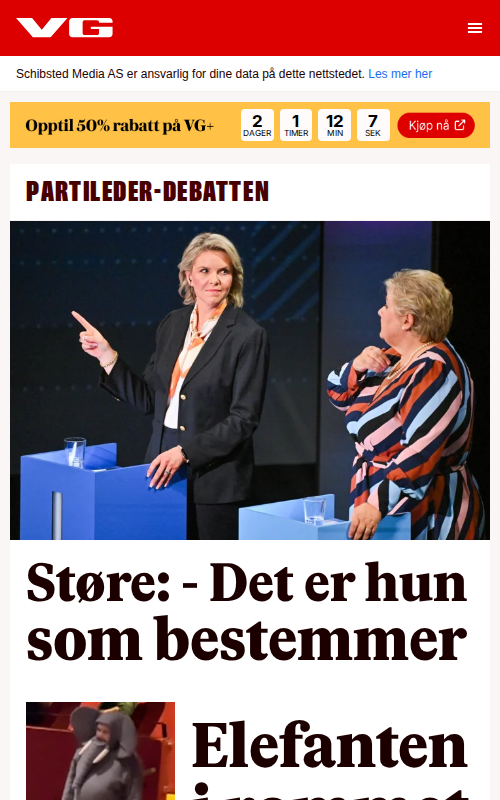 VG
Schibsted Media AS er ansvarlig for dine data på dette nettstedet. Les mer her
Opptil 50% rabatt på VG+
2 1 12 7
DAGER TIMER MIN SEK
Kjøp nå
PARTILEDER-DEBATTEN
Støre: - Det er hun
som bestemmer
Elefanten
i rommet